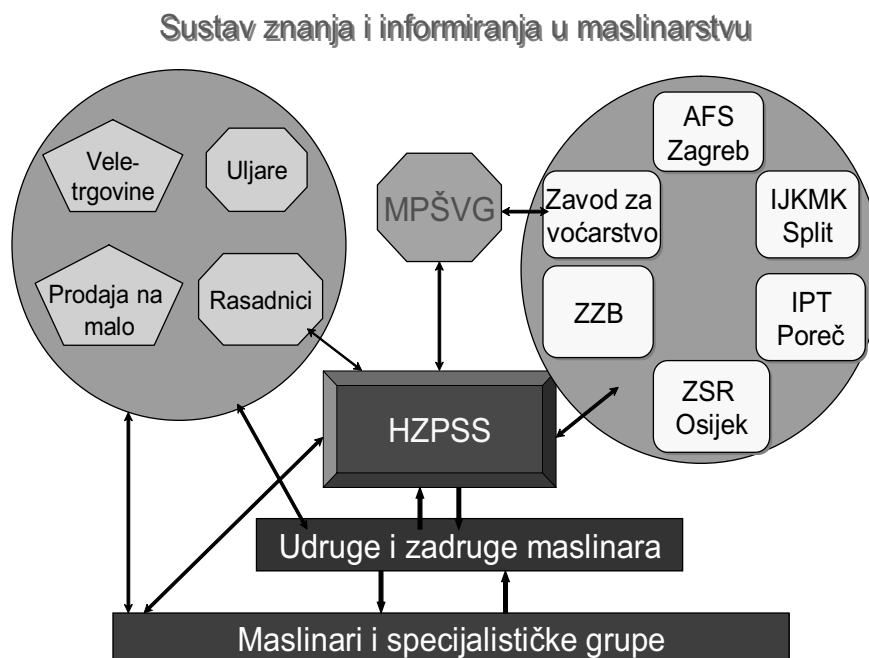 Sustav znanja i informiranja u maslinarstvu
Vele-
trgovine
Uljare
Prodaja na
malo
Rasadnici
MPŠVG
AFS
Zagreb
Zavod za
voćarstvo
IJKMK
Split
ZZB
IPT
Poreč
ZSR
Osijek
HZPSS
Udruge i zadruge maslinara
Maslinari i specijalističke grupe